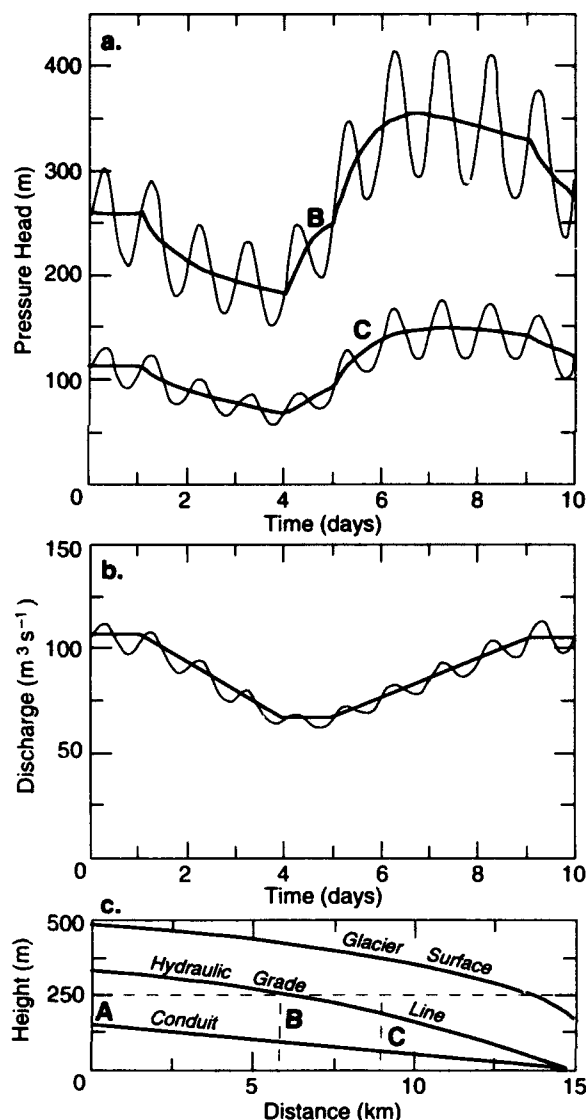 a.
400
300
200
100
0
Pressure Head (m)
B
C
2 4 6 8 10
Time (days)
b.
150
100
50
0
Discharge (m³ s⁻¹)
0 2 4 6 8 10
Time (days)
c.
500
250
0
Height (m)
Glacier Surface
Hydraulic Grade Line
A
B
C
Conduit
0 5 10 15
Distance (km)